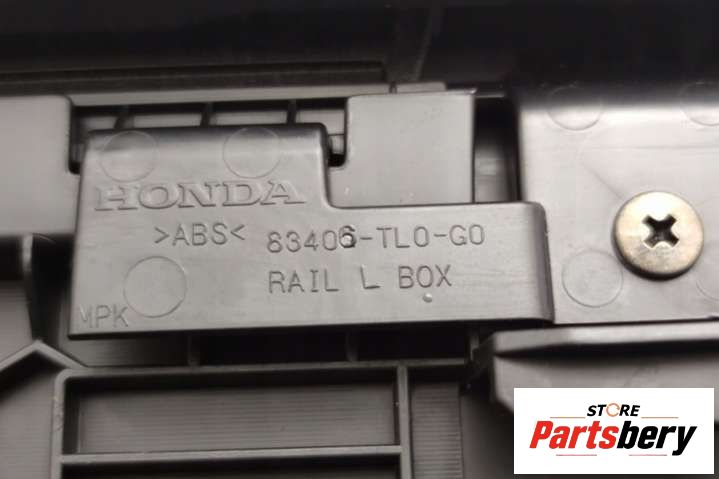 HONDA
>ABS< 83406-TL0-G0
RAIL L BOX
MPK
STORE
Partsbery